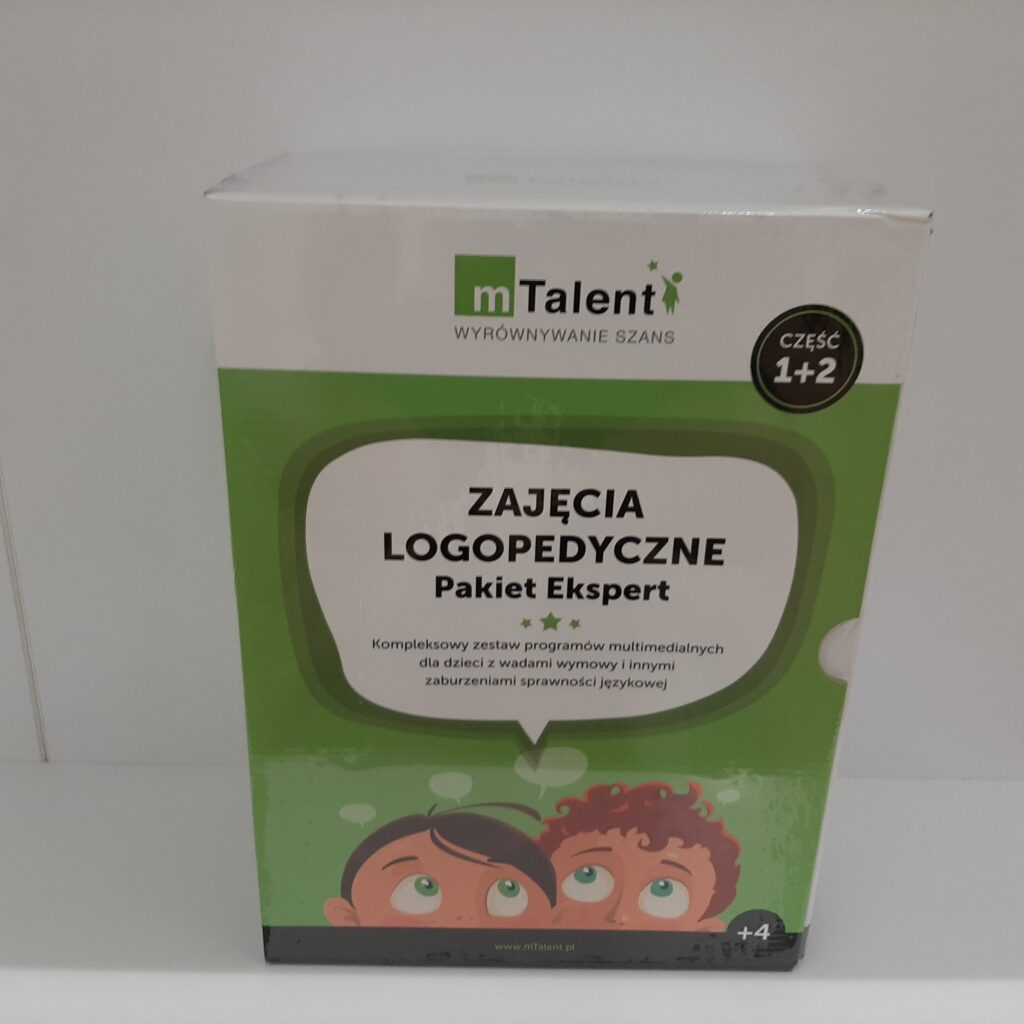 mTalent
WYRÓWNYWANIE SZANS
CZĘŚĆ
1+2
ZAJĘCIA
LOGOPEDYCZNE
Pakiet Ekspert
Kompleksowy zestaw programów multimedialnych
dla dzieci z wadami wymowy i innymi
zaburzeniami sprawności językowej
+4
www.mTalent.pl